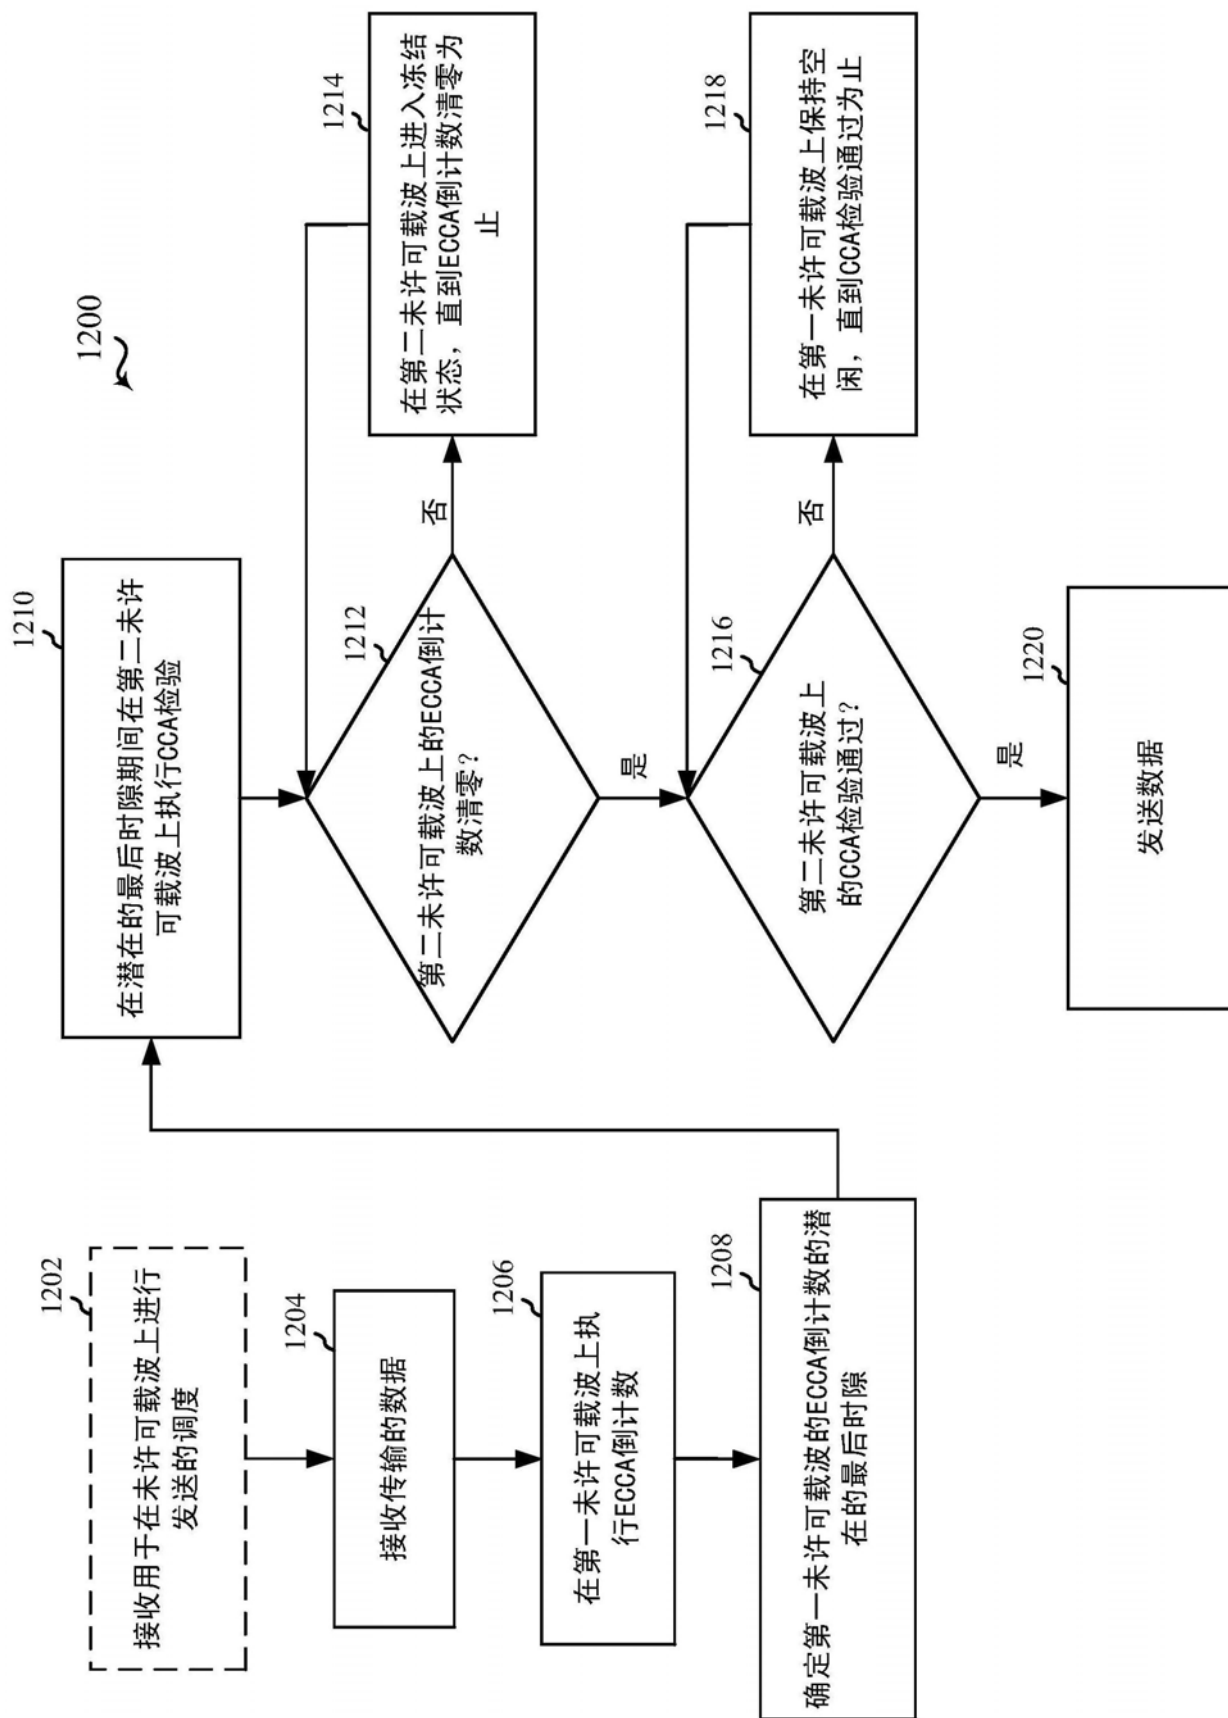 1200
1202
接收用于在未许可载波上进行
发送的调度
1204
接收传输的数据
1206
在第一未许可载波上执
行ECCA倒计数
1208
确定第一未许可载波的ECCA倒计数的潜
在的最后时隙
1210
在潜在的最后时隙期间在第二未许
可载波上执行CCA检验
1212
第二未许可载波上的ECCA倒计
数清零？
否
是
1214
在第二未许可载波上进入冻结
状态，直到ECCA倒计数清零为
止
1216
第二未许可载波上
的CCA检验通过？
否
是
1218
在第一未许可载波上保持空
闲，直到CCA检验通过为止
1220
发送数据